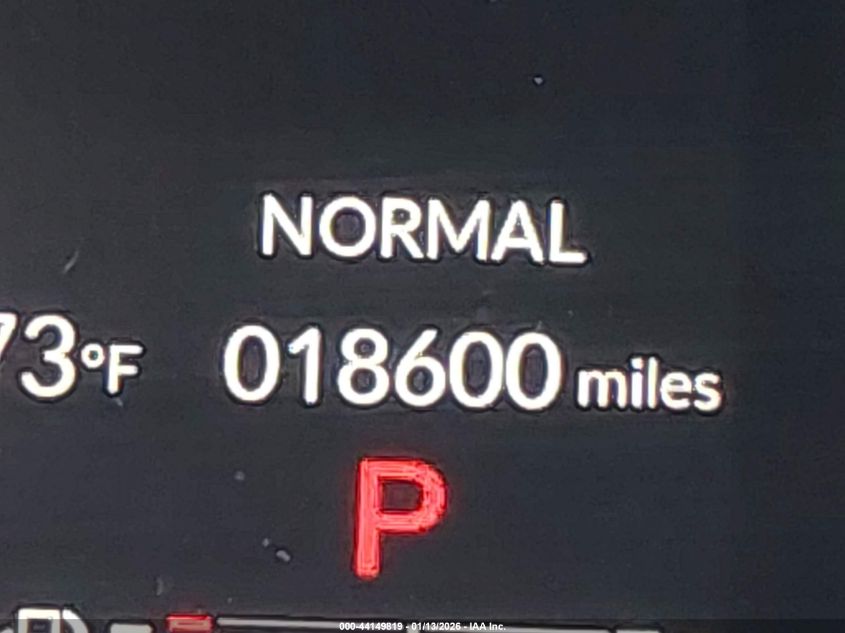 NORMAL
73°F 018600 miles
P
000-44149819 - 01/13/2026 - IAA Inc.